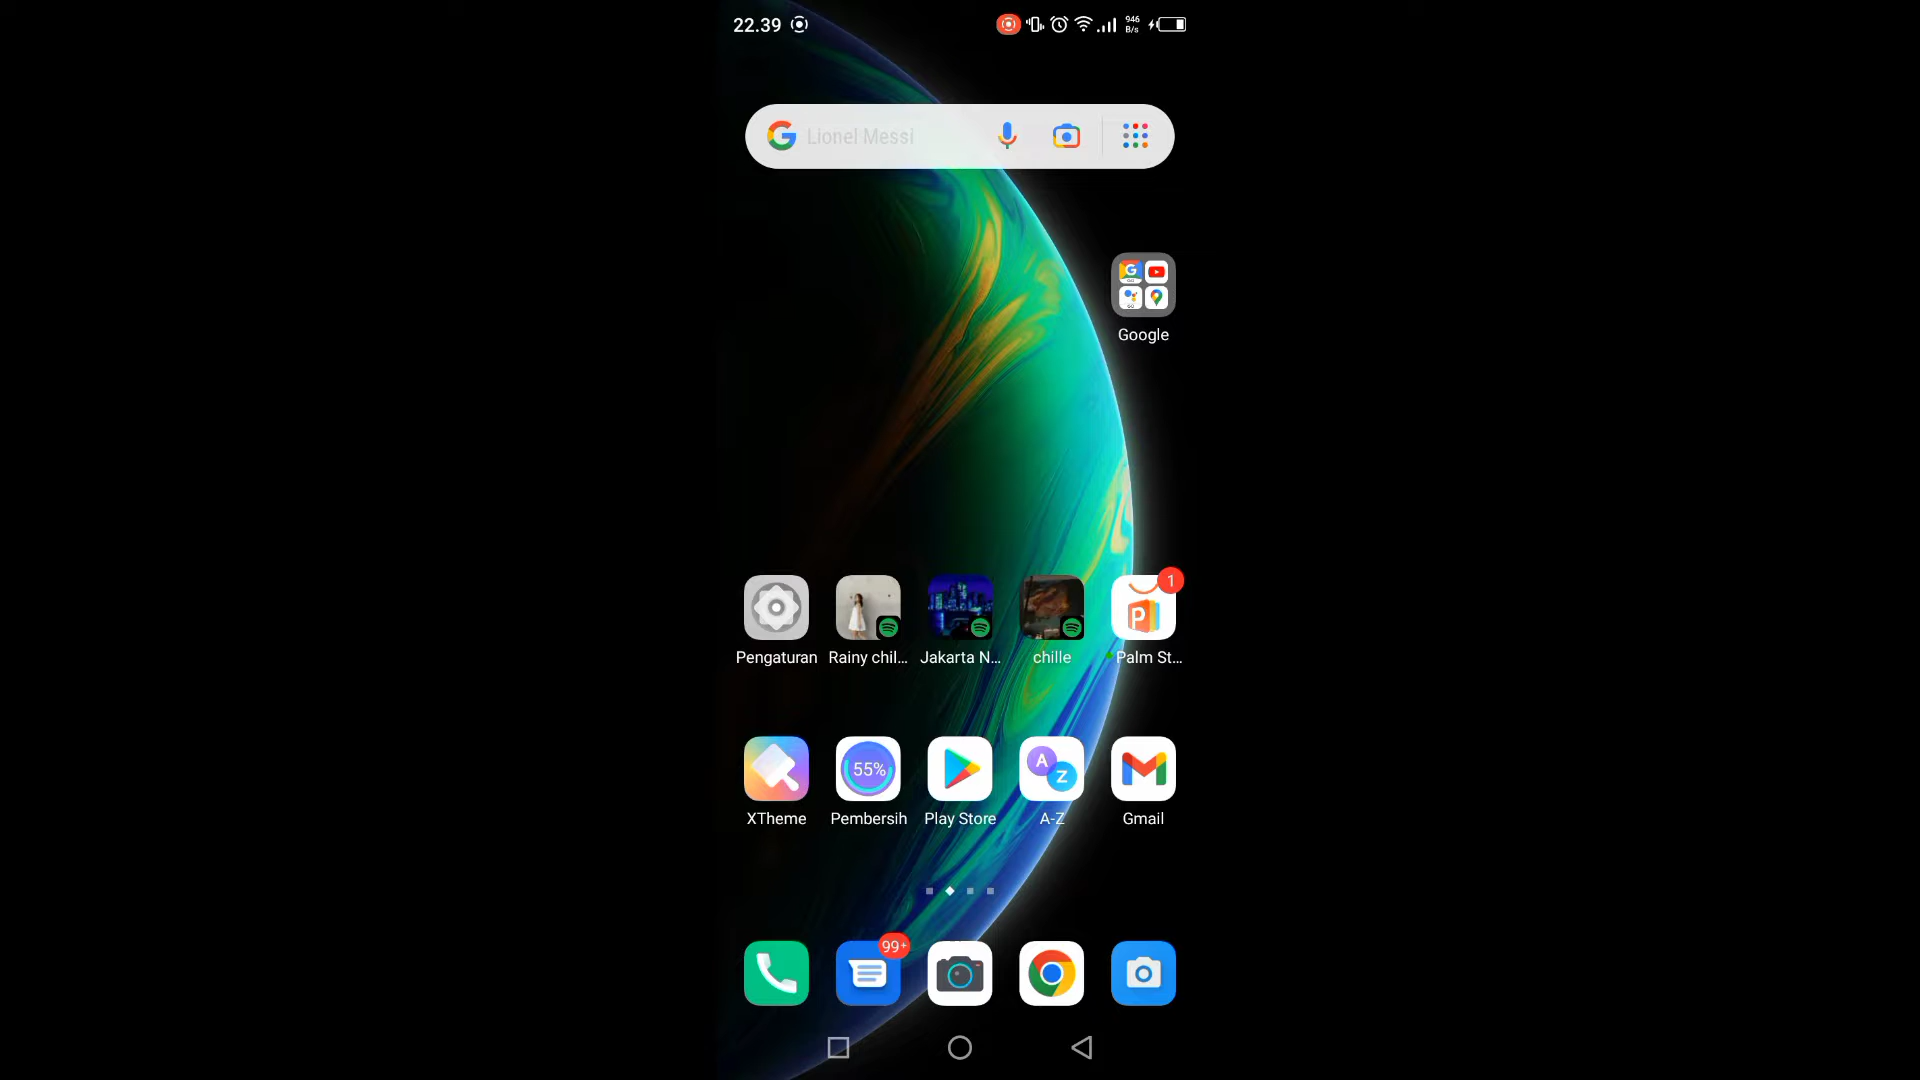 22.39
946
B/s
Lionel Messi
Google
1
Pengaturan
Rainy chil...
Jakarta N...
chille
Palm St...
55%
A
Z
XTheme
Pembersih
Play Store
A-Z
Gmail
99+